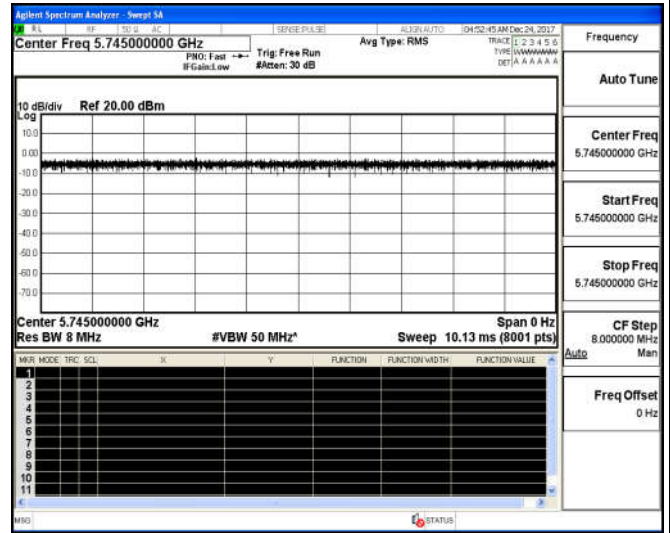 Agilent Spectrum Analyzer - Swept SA
RL RF 50 Ω AC SENSE:PULSE ALIGN AUTO 04:52:45 AM Dec 24, 2017
Center Freq 5.745000000 GHz
PNO: Fast
IFGain:Low
Trig: Free Run
#Atten: 30 dB
Avg Type: RMS
TRACE 1 2 3 4 5 6
TYPE
DET A A A A A A
10 dB/div Ref 20.00 dBm
Log
10.0
0.00
-10.0
-20.0
-30.0
-40.0
-50.0
-60.0
-70.0
Center 5.745000000 GHz Span 0 Hz
Res BW 8 MHz #VBW 50 MHz* Sweep 10.13 ms (8001 pts)
MKR MODE TRC SCL X Y FUNCTION FUNCTION WIDTH FUNCTION VALUE
1
2
3
4
5
6
7
8
9
10
11
MSG STATUS
Frequency
Auto Tune
Center Freq
5.745000000 GHz
Start Freq
5.745000000 GHz
Stop Freq
5.745000000 GHz
CF Step
8.000000 MHz
Auto Man
Freq Offset
0 Hz